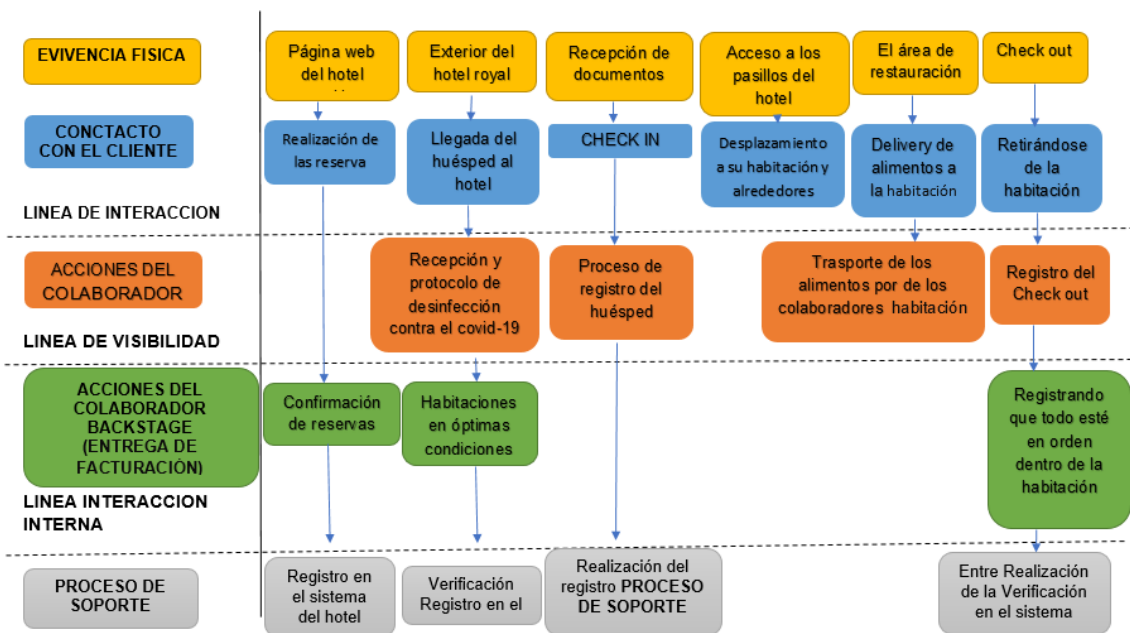 EVIVENCIA FISICA
Página web
del hotel
Exterior del
hotel royal
Recepción de
documentos
Acceso a los
pasillos del
hotel
El área de
restauración
Check out
CONCTACTO
CON EL CLIENTE
Realización de
las reserva
Llegada del
huésped al
hotel
CHECK IN
Desplazamiento
a su habitación y
alrededores
Delivery de
alimentos a
la habitación
Retirándose
de la
habitación
LINEA DE INTERACCION
ACCIONES DEL
COLABORADOR
Recepción y
protocolo de
desinfección
contra el covid-19
Proceso de
registro del
huésped
Trasporte de los
alimentos por de los
colaboradores habitación
Registro del
Check out
LINEA DE VISIBILIDAD
ACCIONES DEL
COLABORADOR
BACKSTAGE
(ENTREGA DE
FACTURACIÓN)
Confirmación
de reservas
Habitaciones
en óptimas
condiciones
Registrando
que todo esté
en orden
dentro de la
habitación
LINEA INTERACCION
INTERNA
PROCESO DE
SOPORTE
Registro en
el sistema
del hotel
Verificación
Registro en el
Realización del
registro PROCESO
DE SOPORTE
Entre Realización
de la Verificación
en el sistema